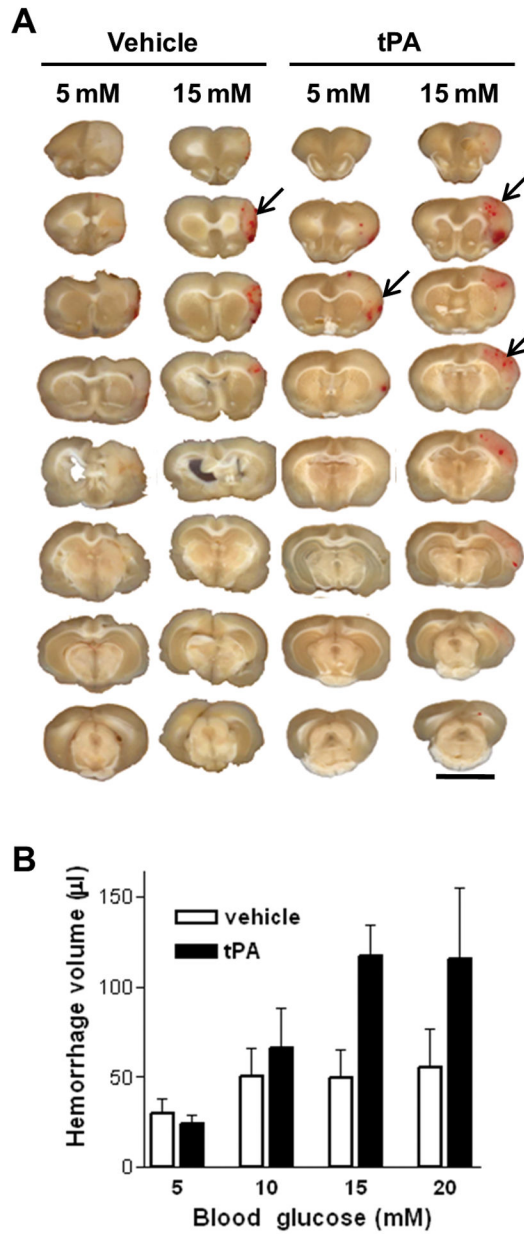 A
Vehicle tPA
5 mM 15 mM 5 mM 15 mM
B
Hemorrhage volume (µl)
150
100
50
0
vehicle
tPA
5 10 15 20
Blood glucose (mM)